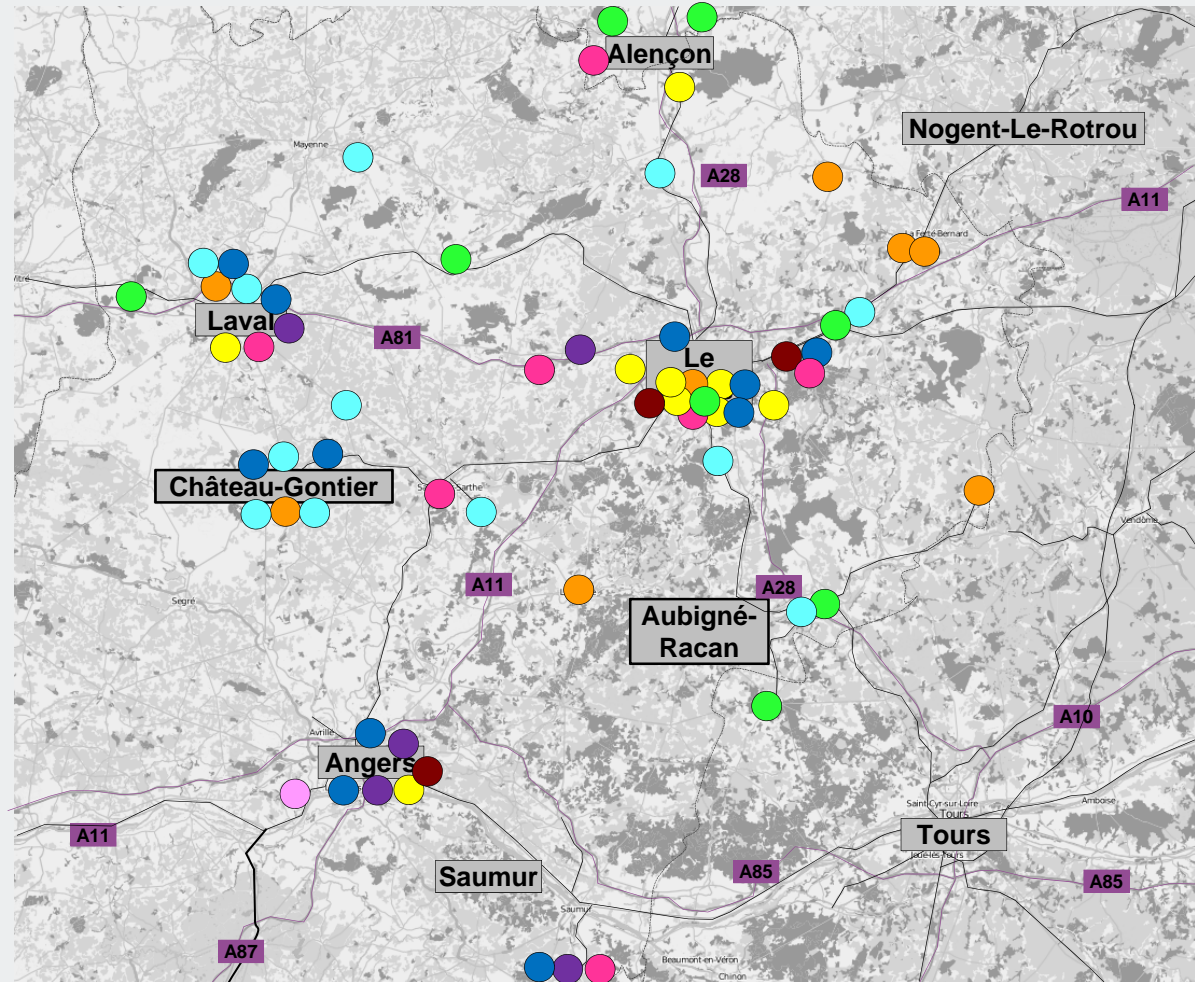 Alençon
Nogent-Le-Rotrou
Mayenne
A28
A11
La Ferté-Bernard
Vitré
Laval
A81
Le
Château-Gontier
Sarthe
Vendôme
Segré
A11
A28
Aubigné-
Racan
A10
Avrillé
Angers
Saint-Cyr-sur-Loire
Amboise
Tours
A11
Tours
Joué-lès-Tours
A85
A85
Saumur
Saumur
A87
Beaumont-en-Véron
Chinon